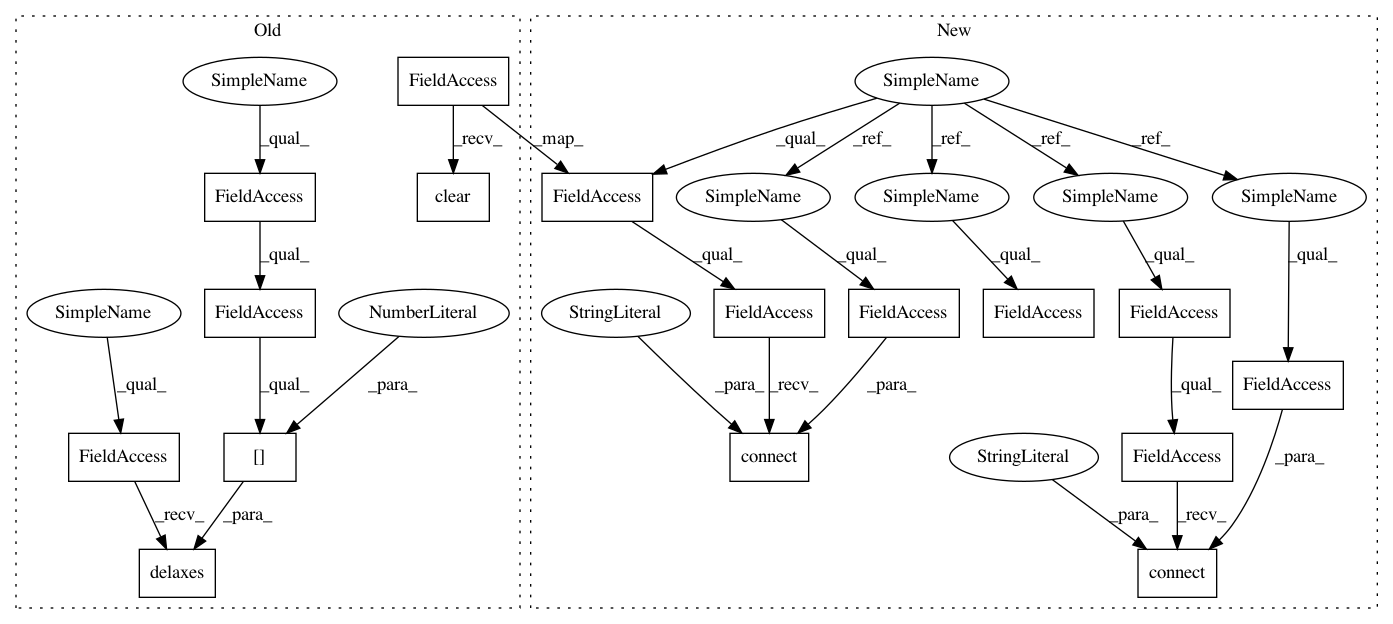 Old
New
SimpleName
FieldAccess
SimpleName
_qual_
_recv_
_map_
_qual_
_ref_
_ref_
_ref_
_ref_
FieldAccess
clear
FieldAccess
SimpleName
SimpleName
SimpleName
SimpleName
_qual_
_qual_
_qual_
_qual_
_qual_
_qual_
SimpleName
FieldAccess
NumberLiteral
StringLiteral
FieldAccess
FieldAccess
FieldAccess
FieldAccess
_qual_
_qual_
_para_
_para_
_recv_
_para_
_qual_
FieldAccess
FieldAccess
[]
connect
StringLiteral
FieldAccess
_para_
_recv_
_para_
_para_
_recv_
delaxes
connect